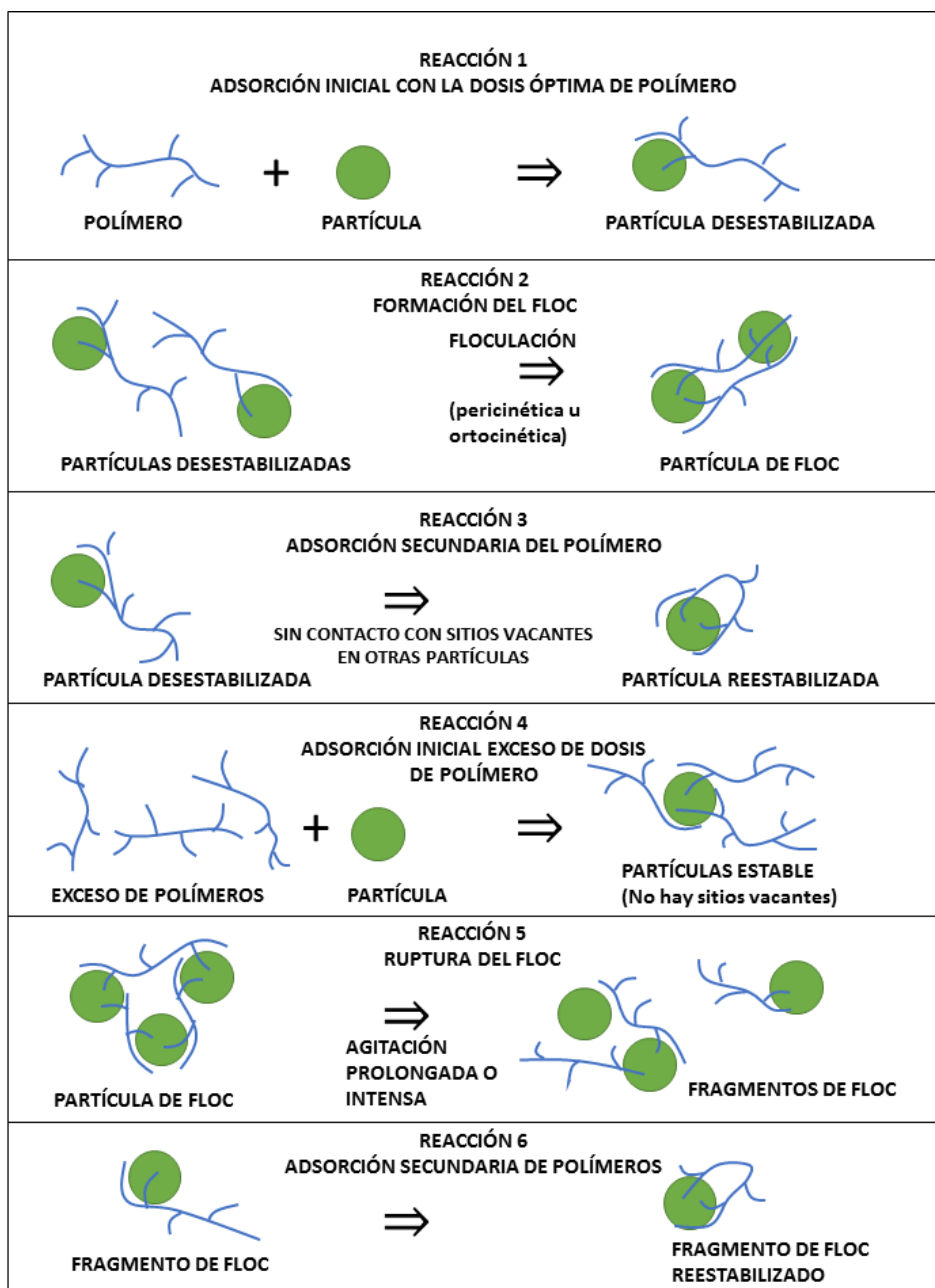 REACCIÓN 1
ADSORCIÓN INICIAL CON LA DOSIS ÓPTIMA DE POLÍMERO
+
⇒
POLÍMERO
PARTÍCULA
PARTÍCULA DESESTABILIZADA
REACCIÓN 2
FORMACIÓN DEL FLOC
FLOCULACIÓN
⇒
(pericinética u
ortocinética)
PARTÍCULAS DESESTABILIZADAS
PARTÍCULA DE FLOC
REACCIÓN 3
ADSORCIÓN SECUNDARIA DEL POLÍMERO
⇒
SIN CONTACTO CON SITIOS VACANTES
EN OTRAS PARTÍCULAS
PARTÍCULA DESESTABILIZADA
PARTÍCULA REESTABILIZADA
REACCIÓN 4
ADSORCIÓN INICIAL EXCESO DE DOSIS
DE POLÍMERO
+
⇒
EXCESO DE POLÍMEROS
PARTÍCULA
PARTÍCULAS ESTABLE
(No hay sitios vacantes)
REACCIÓN 5
RUPTURA DEL FLOC
⇒
AGITACIÓN
PROLONGADA O
INTENSA
PARTÍCULA DE FLOC
FRAGMENTOS DE FLOC
REACCIÓN 6
ADSORCIÓN SECUNDARIA DE POLÍMEROS
⇒
FRAGMENTO DE FLOC
FRAGMENTO DE FLOC
REESTABILIZADO